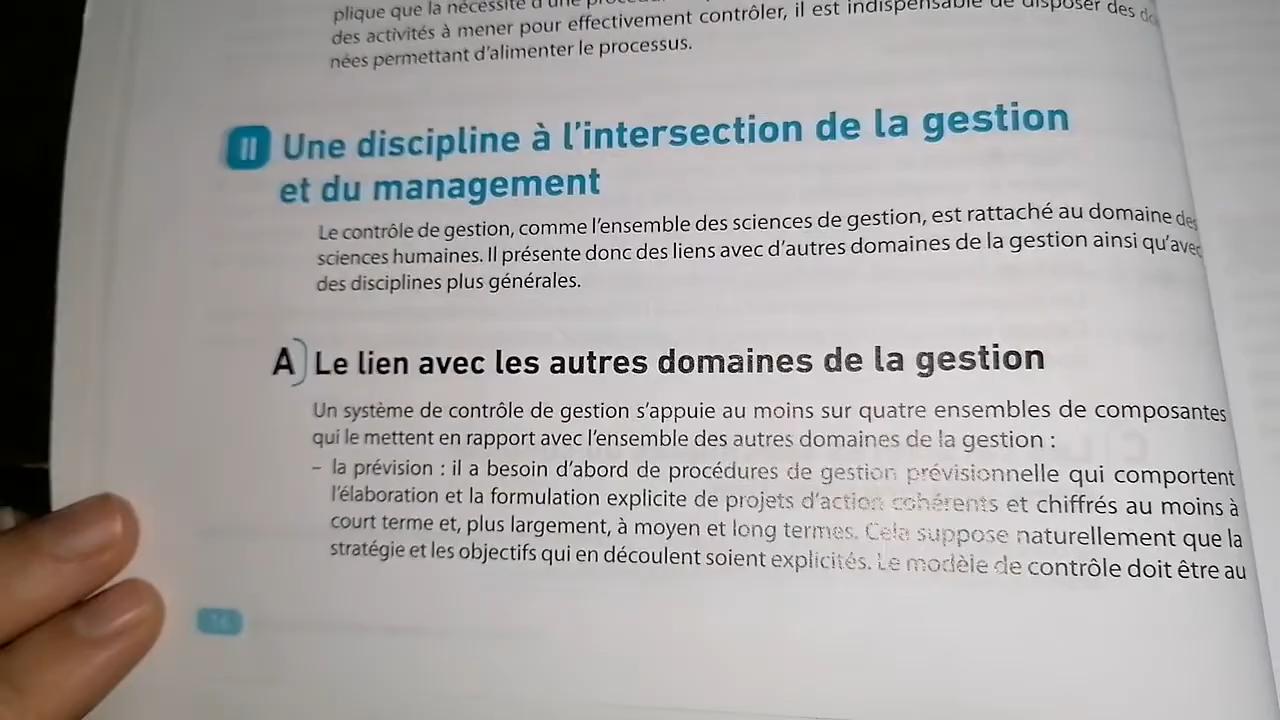 plique que la nécessité d'une
des activités à mener pour effectivement contrôler, il est indispensable de disposer des
nées permettant d'alimenter le processus.
II Une discipline à l'intersection de la gestion
et du management
Le contrôle de gestion, comme l'ensemble des sciences de gestion, est rattaché au domaine des
sciences humaines. Il présente donc des liens avec d'autres domaines de la gestion ainsi qu'avec
des disciplines plus générales.
A) Le lien avec les autres domaines de la gestion
Un système de contrôle de gestion s'appuie au moins sur quatre ensembles de composantes
qui le mettent en rapport avec l'ensemble des autres domaines de la gestion :
– la prévision : il a besoin d'abord de procédures de gestion prévisionnelle qui comportent
l'élaboration et la formulation explicite de projets d'action cohérents et chiffrés au moins à
court terme et, plus largement, à moyen et long termes. Cela suppose naturellement que la
stratégie et les objectifs qui en découlent soient explicités. Le modèle de contrôle doit être au
16